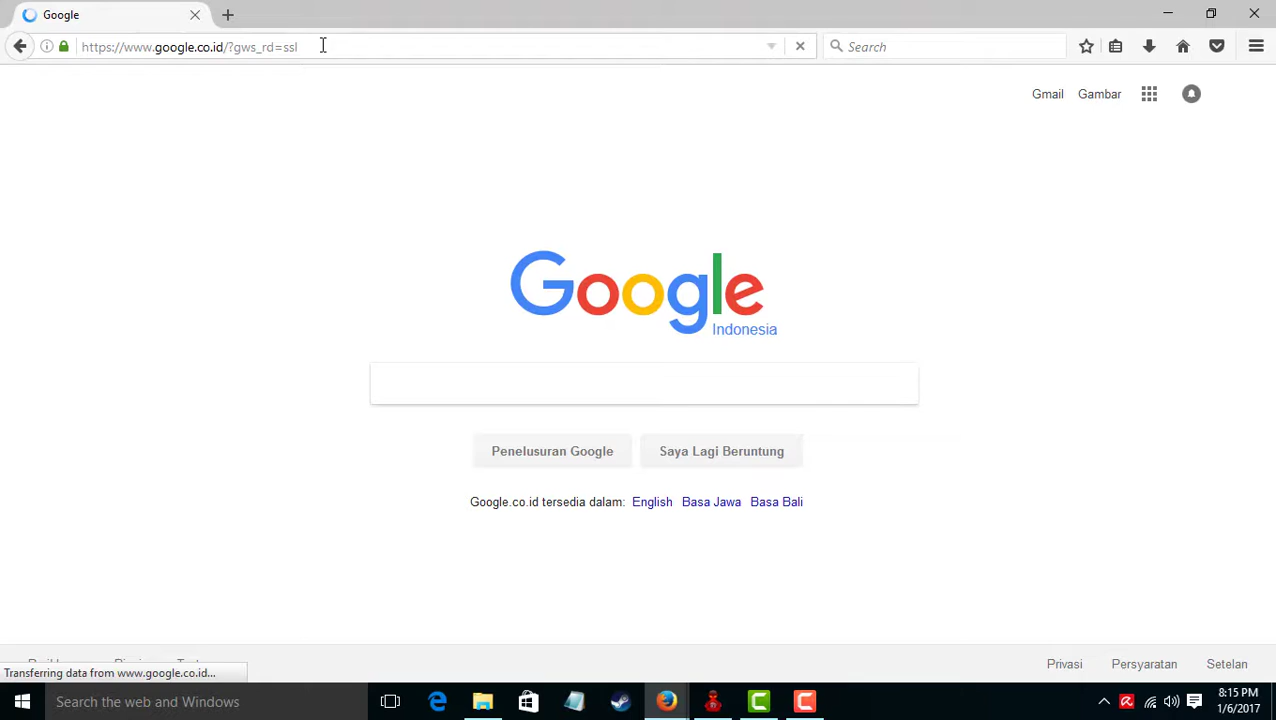 Google
https://www.google.co.id/?gws_rd=ssl
Search
Gmail Gambar
Google
Indonesia
Penelusuran Google Saya Lagi Beruntung
Google.co.id tersedia dalam: English Basa Jawa Basa Bali
Privasi Persyaratan Setelan
Transferring data from www.google.co.id...
Search the web and Windows
8:15 PM
1/6/2017